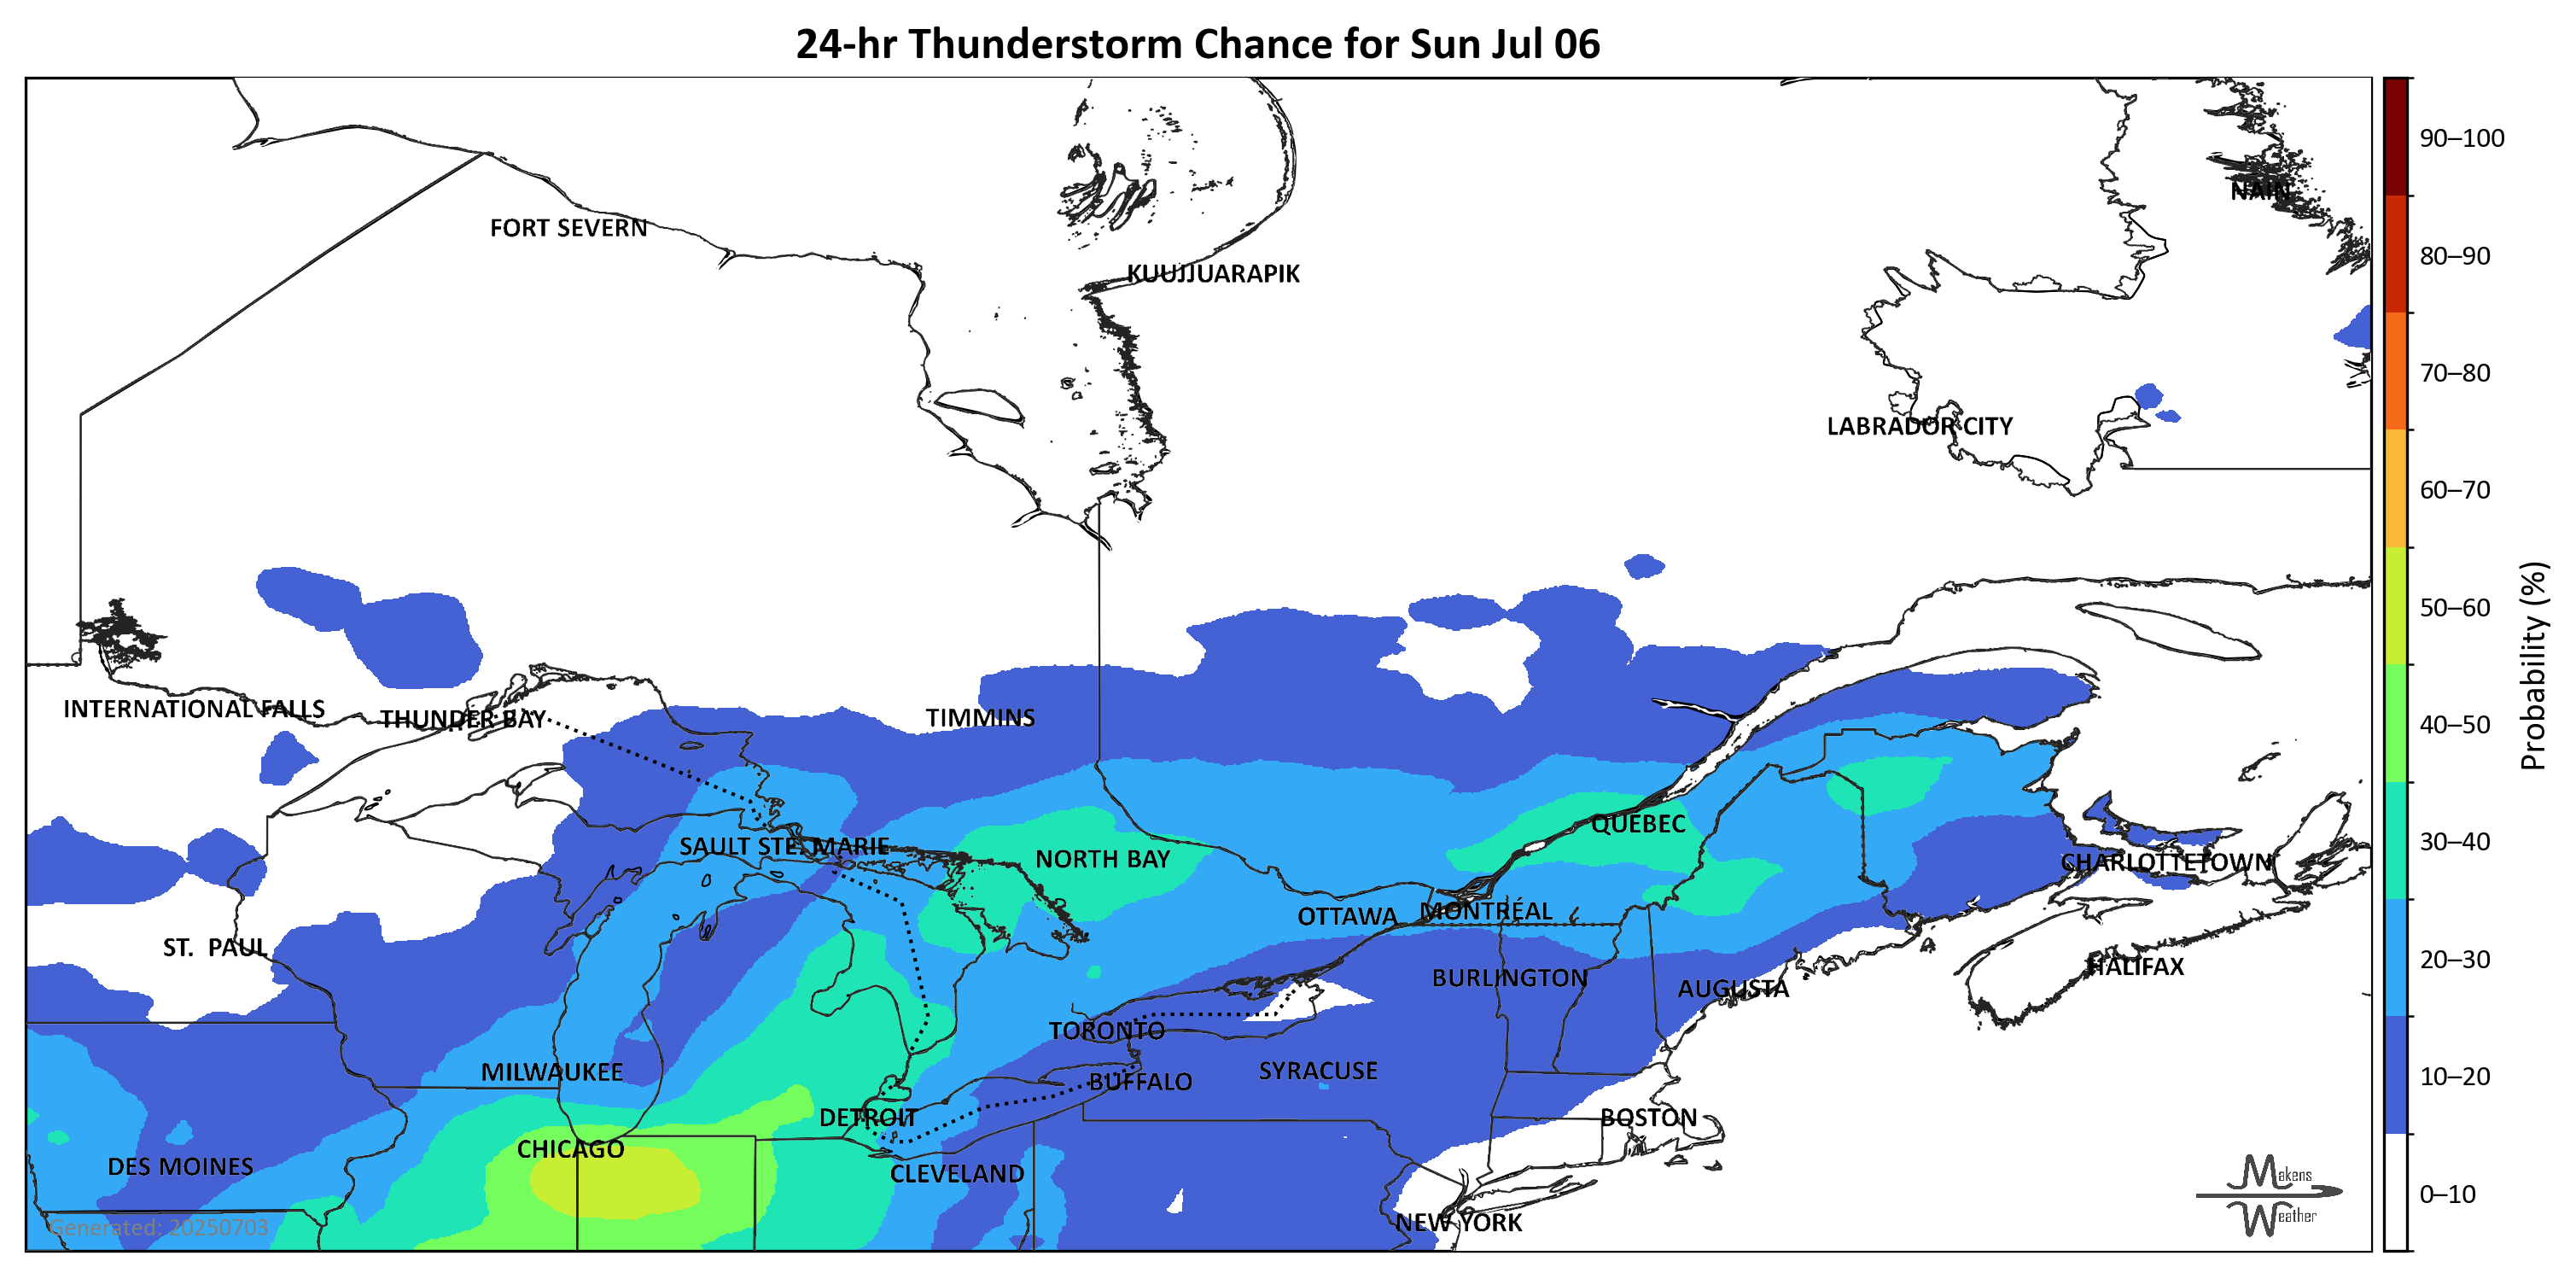 24-hr Thunderstorm Chance for Sun Jul 06
NAIN
FORT SEVERN
KUUJJUARAPIK
LABRADOR CITY
INTERNATIONAL FALLS
THUNDER BAY
TIMMINS
QUEBEC
SAULT STE. MARIE
NORTH BAY
CHARLOTTETOWN
OTTAWA
MONTRÉAL
ST. PAUL
HALIFAX
BURLINGTON
AUGUSTA
TORONTO
MILWAUKEE
SYRACUSE
BUFFALO
DETROIT
BOSTON
CHICAGO
DES MOINES
CLEVELAND
NEW YORK
Generated: 20250703
Makens
Weather
90–100
80–90
70–80
60–70
50–60
40–50
30–40
20–30
10–20
0–10
Probability (%)